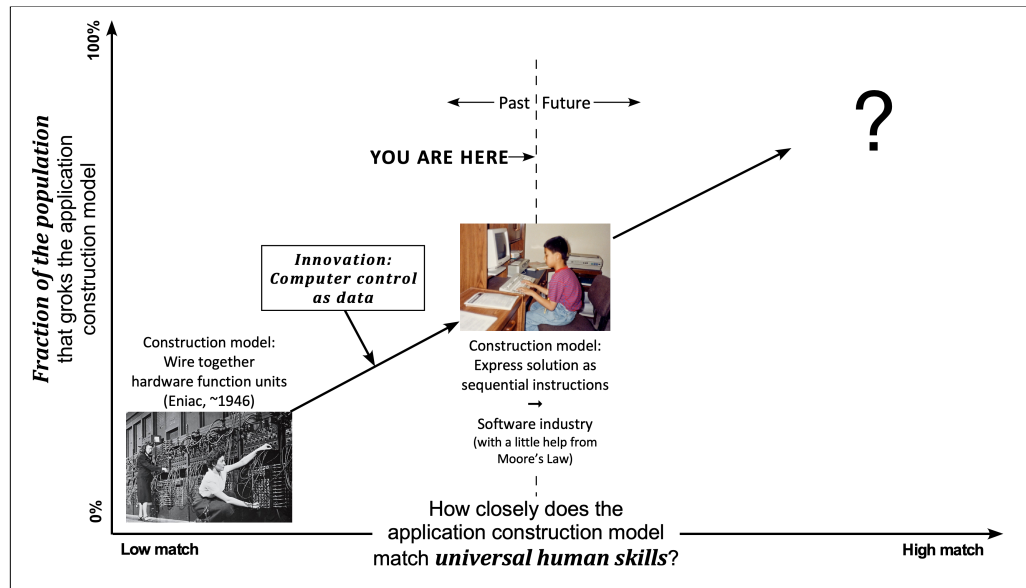 100%
Fraction of the population
that groks the application
construction model
0%
Past
Future
YOU ARE HERE
?
Innovation:
Computer control
as data
Construction model:
Wire together
hardware function units
(Eniac, ~1946)
Construction model:
Express solution as
sequential instructions
Software industry
(with a little help from
Moore's Law)
Low match
How closely does the
application construction model
match universal human skills?
High match